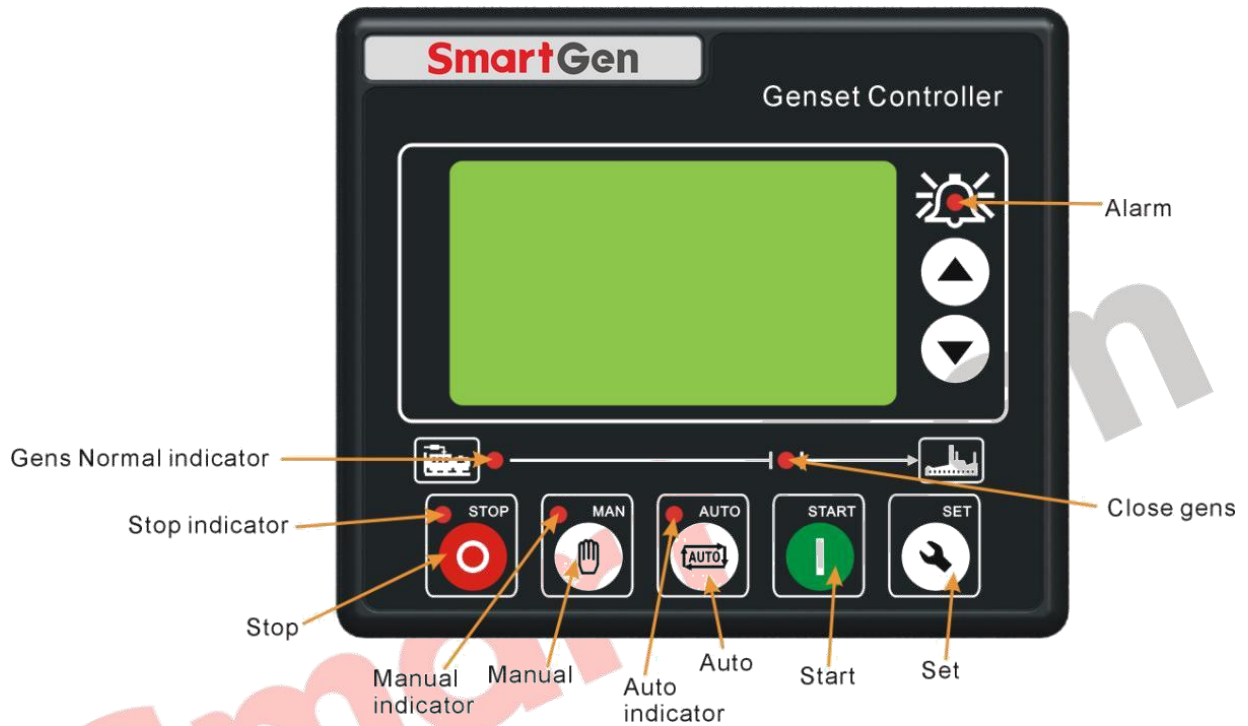 SmartGen
Genset Controller
Alarm
Gens Normal indicator
Close gens
Stop indicator
STOP
MAN
AUTO
START
SET
AUTO
Stop
Manual
indicator
Manual
Auto
indicator
Auto
Start
Set
Smartgen